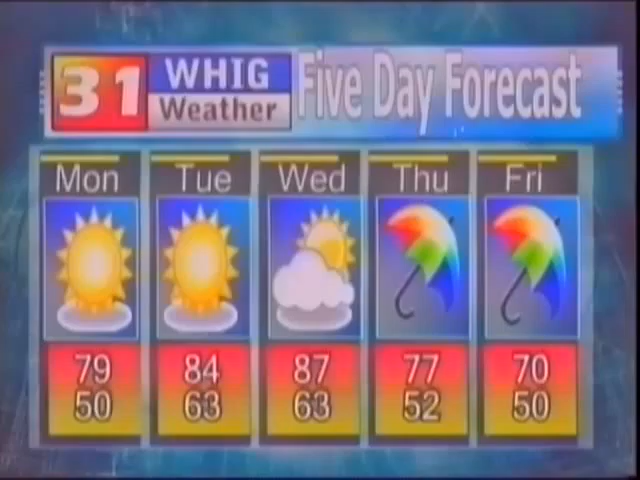 31 WHIG Five Day Forecast
Weather
Mon Tue Wed Thu Fri
79 84 87 77 70
50 63 63 52 50